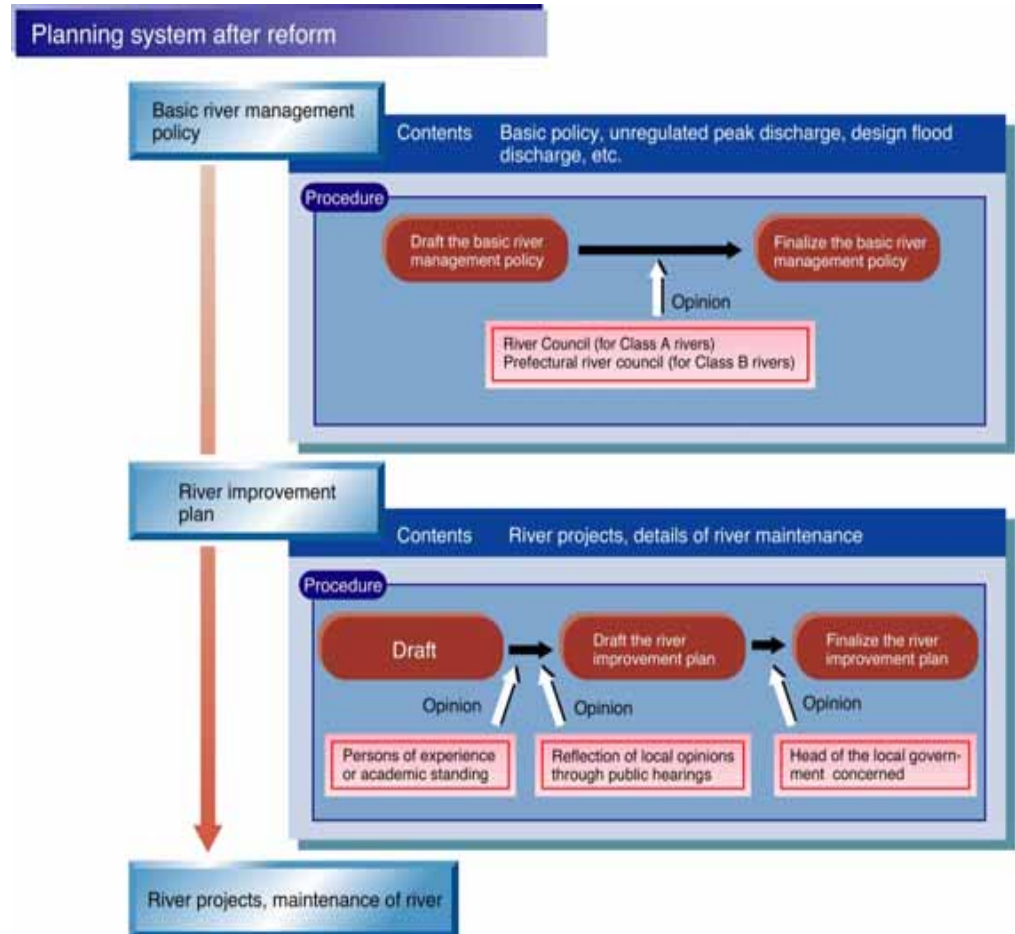 Planning system after reform
Basic river management
policy
Contents Basic policy, unregulated peak discharge, design flood
discharge, etc.
Procedure
Draft the basic river
management policy
Finalize the basic river
management policy
Opinion
River Council (for Class A rivers)
Prefectural river council (for Class B rivers)
River improvement
plan
Contents River projects, details of river maintenance
Procedure
Draft
Draft the river
improvement plan
Finalize the river
improvement plan
Opinion
Opinion
Opinion
Persons of experience
or academic standing
Reflection of local opinions
through public hearings
Head of the local govern-
ment concerned
River projects, maintenance of river